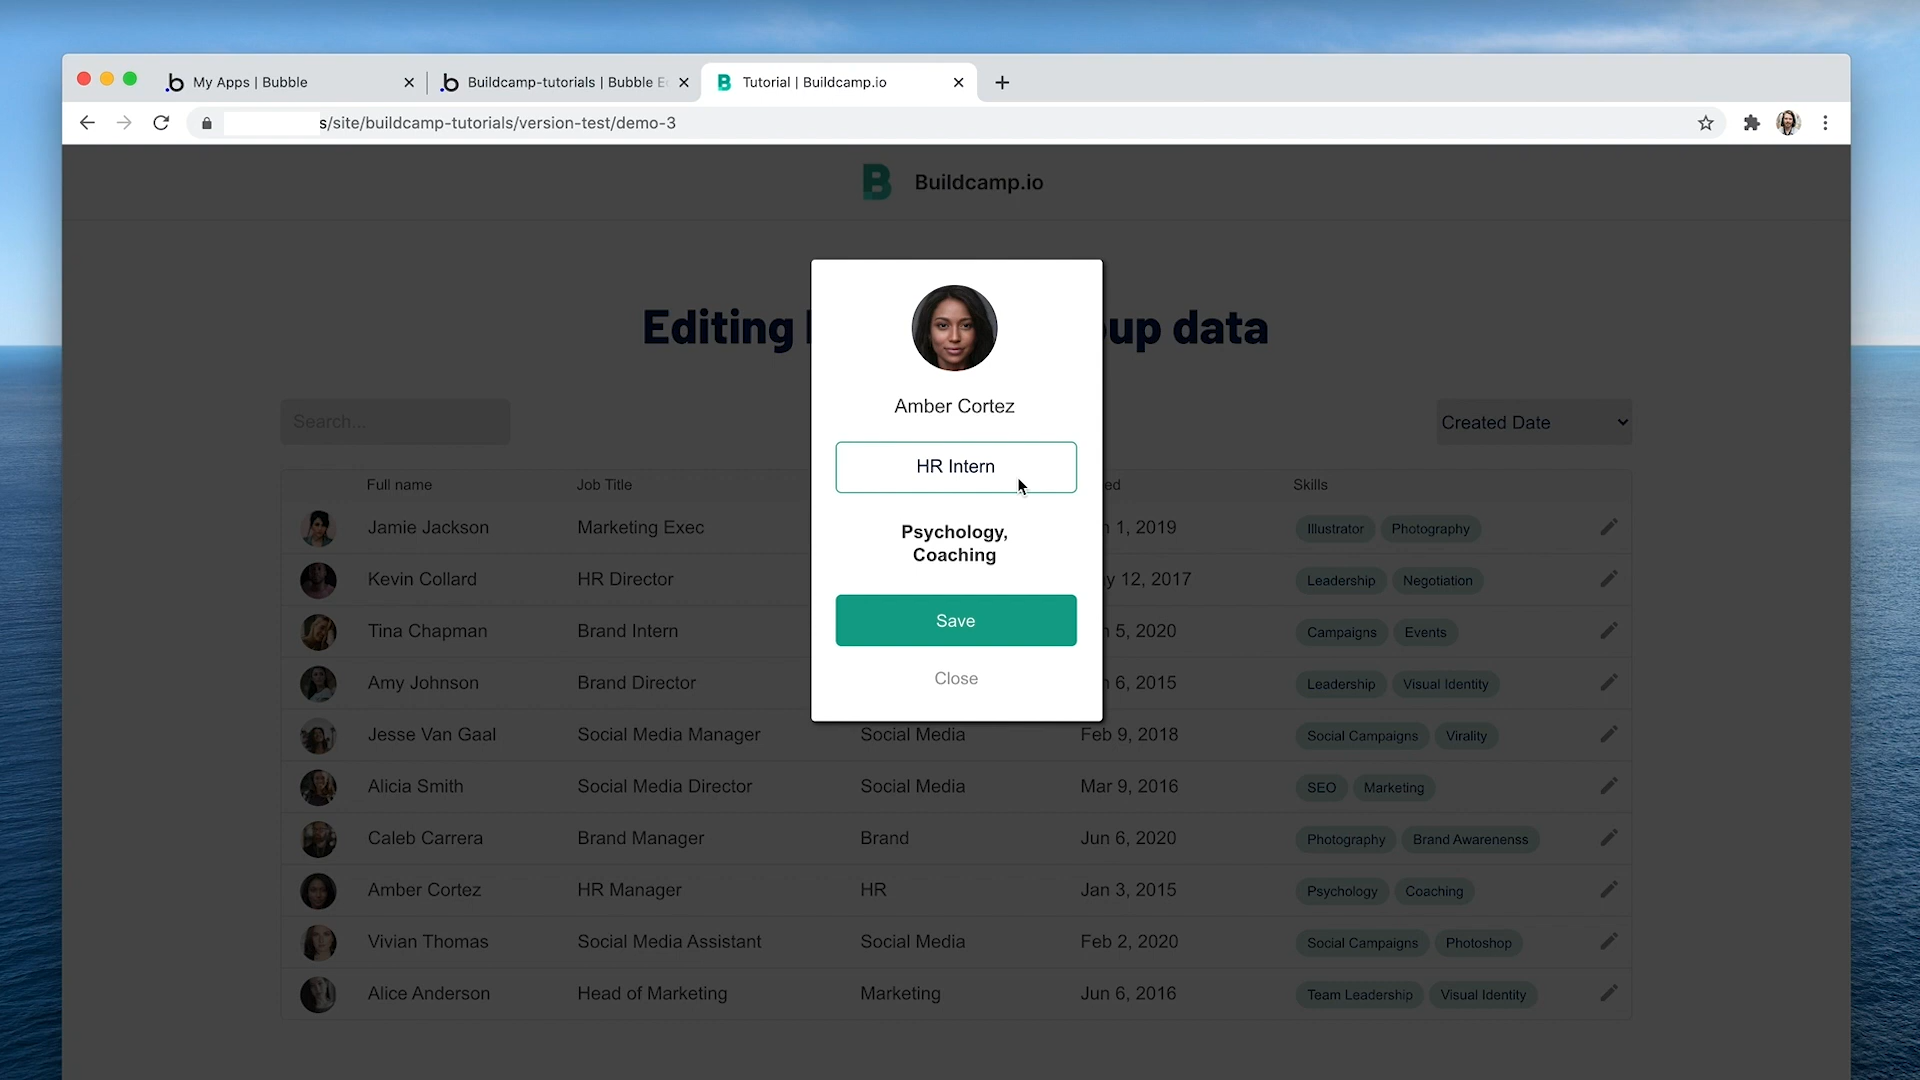 My Apps | Bubble
Buildcamp-tutorials | Bubble E
Tutorial | Buildcamp.io
s/site/buildcamp-tutorials/version-test/demo-3
B Buildcamp.io
Editing up data
Search...
Created Date
Amber Cortez
HR Intern
Psychology,
Coaching
Save
Close
Full name Job Title ed Skills
Jamie Jackson Marketing Exec 1, 2019 Illustrator Photography
Kevin Collard HR Director y 12, 2017 Leadership Negotiation
Tina Chapman Brand Intern 5, 2020 Campaigns Events
Amy Johnson Brand Director 6, 2015 Leadership Visual Identity
Jesse Van Gaal Social Media Manager Social Media Feb 9, 2018 Social Campaigns Virality
Alicia Smith Social Media Director Social Media Mar 9, 2016 SEO Marketing
Caleb Carrera Brand Manager Brand Jun 6, 2020 Photography Brand Awarenenss
Amber Cortez HR Manager HR Jan 3, 2015 Psychology Coaching
Vivian Thomas Social Media Assistant Social Media Feb 2, 2020 Social Campaigns Photoshop
Alice Anderson Head of Marketing Marketing Jun 6, 2016 Team Leadership Visual Identity